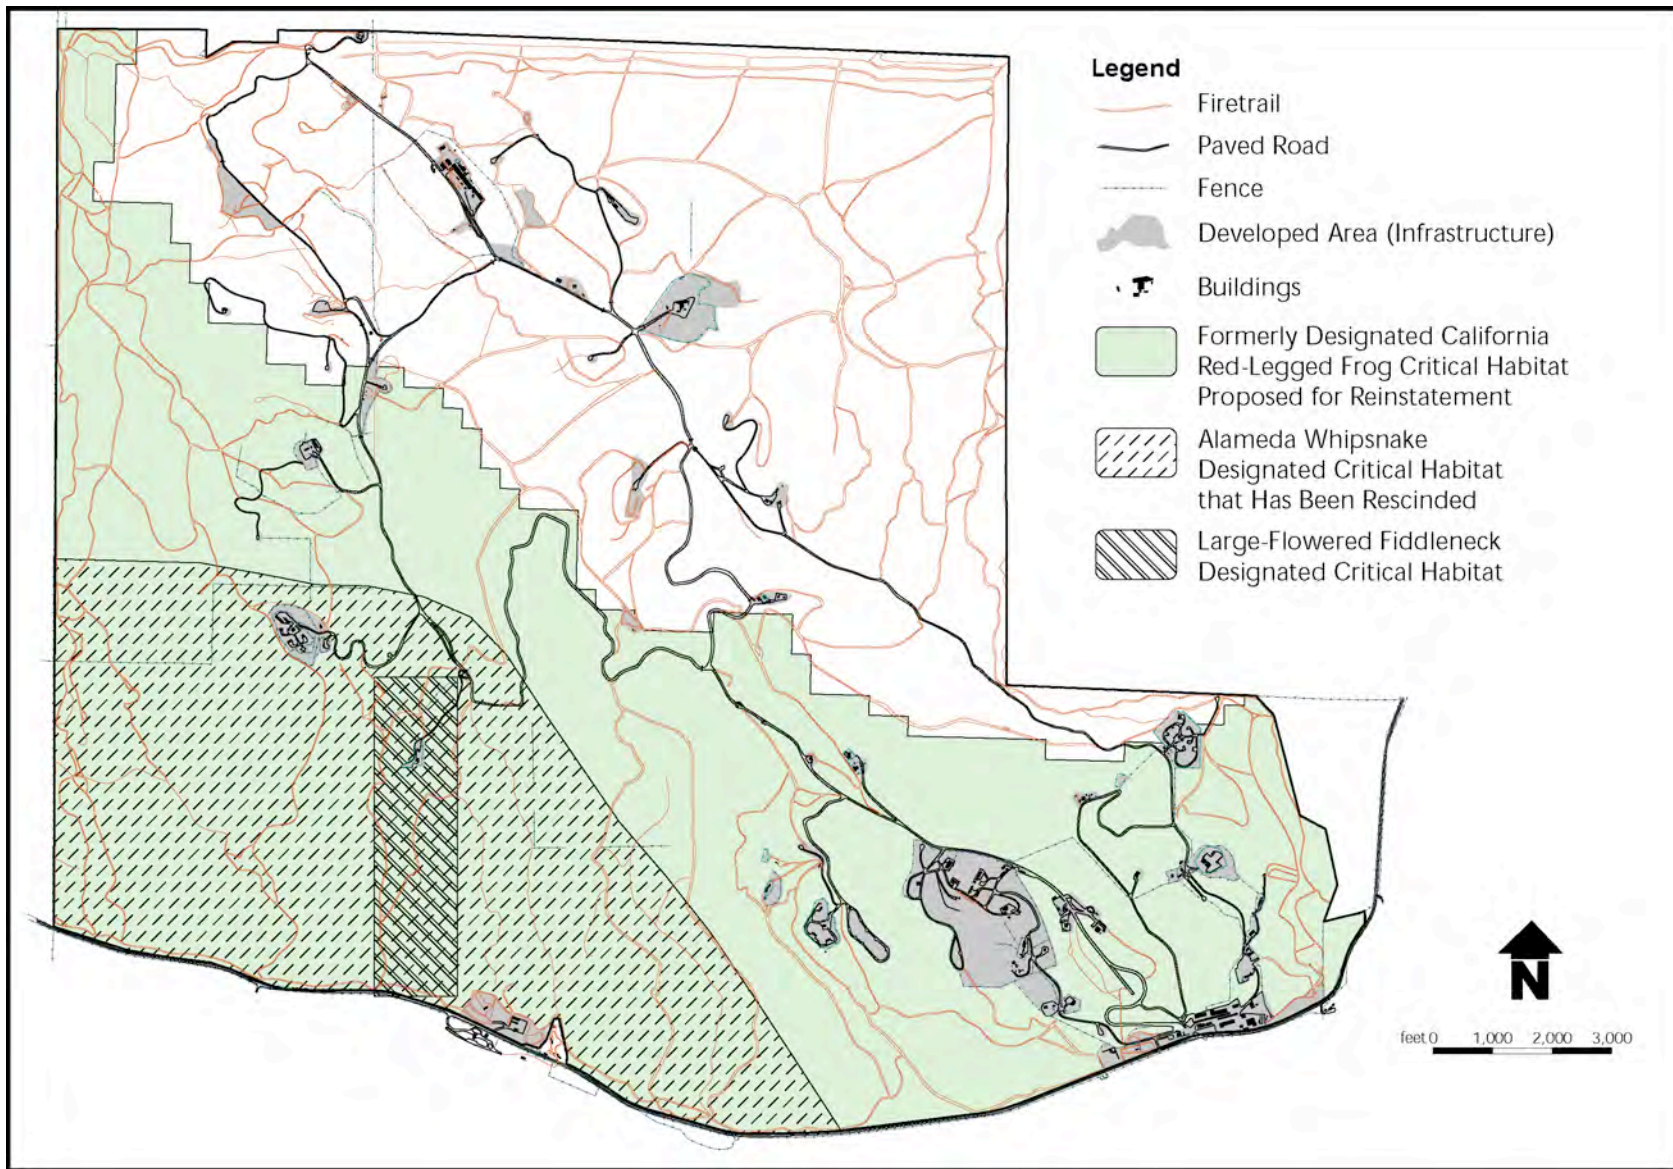 Legend
Firetrail
Paved Road
Fence
Developed Area (Infrastructure)
Buildings
Formerly Designated California
Red-Legged Frog Critical Habitat
Proposed for Reinstatement
Alameda Whipsnake
Designated Critical Habitat
that Has Been Rescinded
Large-Flowered Fiddleneck
Designated Critical Habitat
N
feet 0 1,000 2,000 3,000